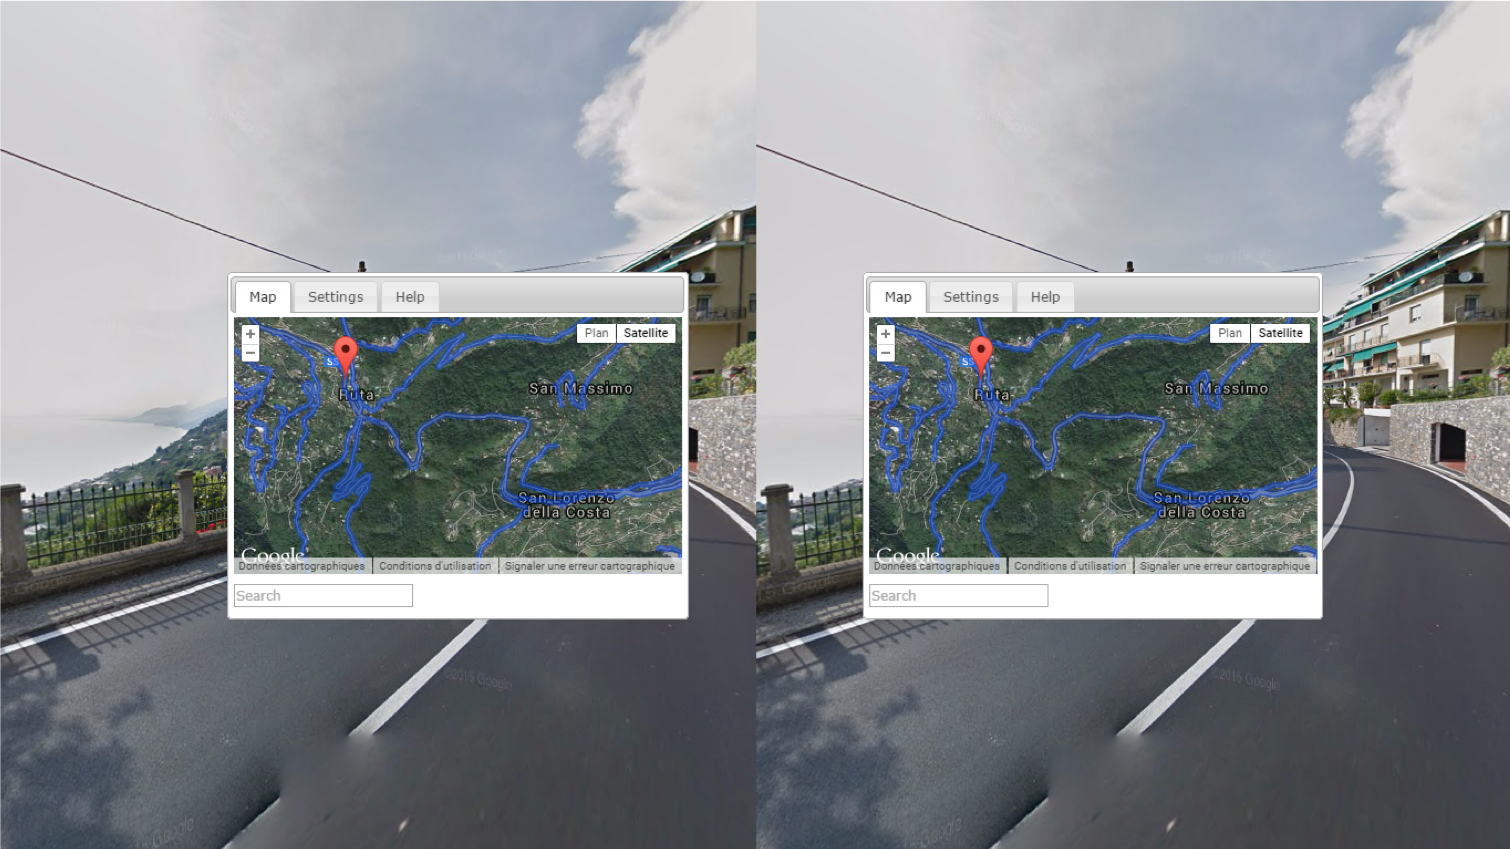 Map Settings Help
+
−
Plan Satellite
Ruta
San Massimo
San Lorenzo
della Costa
Google
Données cartographiques Conditions d'utilisation Signaler une erreur cartographique
Search
Map Settings Help
+
−
Plan Satellite
Ruta
San Massimo
San Lorenzo
della Costa
Google
Données cartographiques Conditions d'utilisation Signaler une erreur cartographique
Search
©2015 Google
©2015 Google
Google
Google